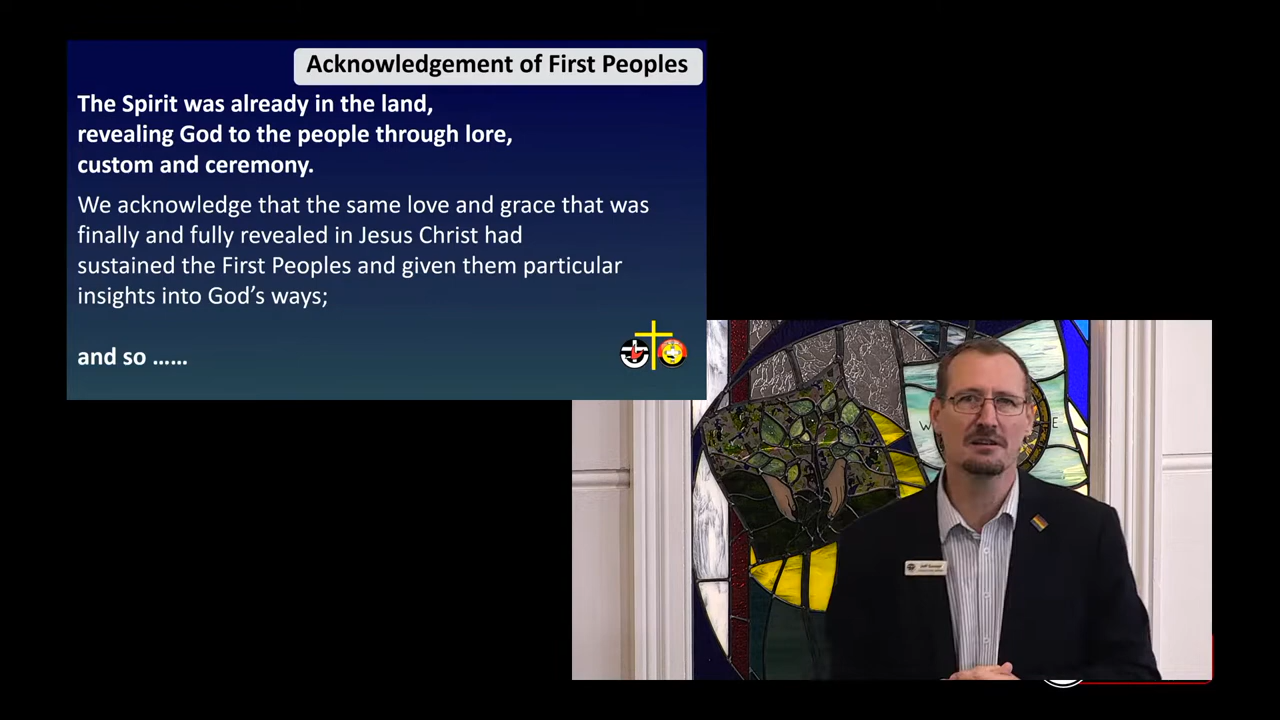 Acknowledgement of First Peoples
The Spirit was already in the land,
revealing God to the people through lore,
custom and ceremony.
We acknowledge that the same love and grace that was
finally and fully revealed in Jesus Christ had
sustained the First Peoples and given them particular
insights into God’s ways;
and so ......